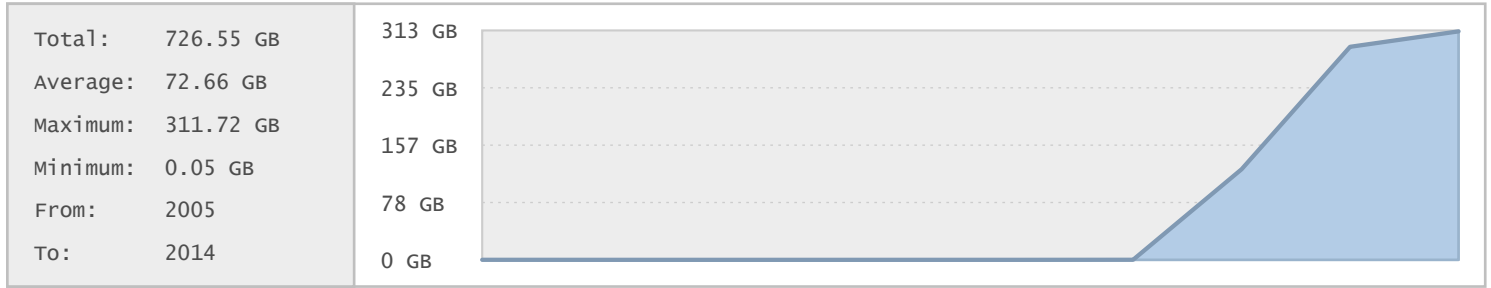 Total: 726.55 GB
Average: 72.66 GB
Maximum: 311.72 GB
Minimum: 0.05 GB
From: 2005
To: 2014
313 GB
235 GB
157 GB
78 GB
0 GB